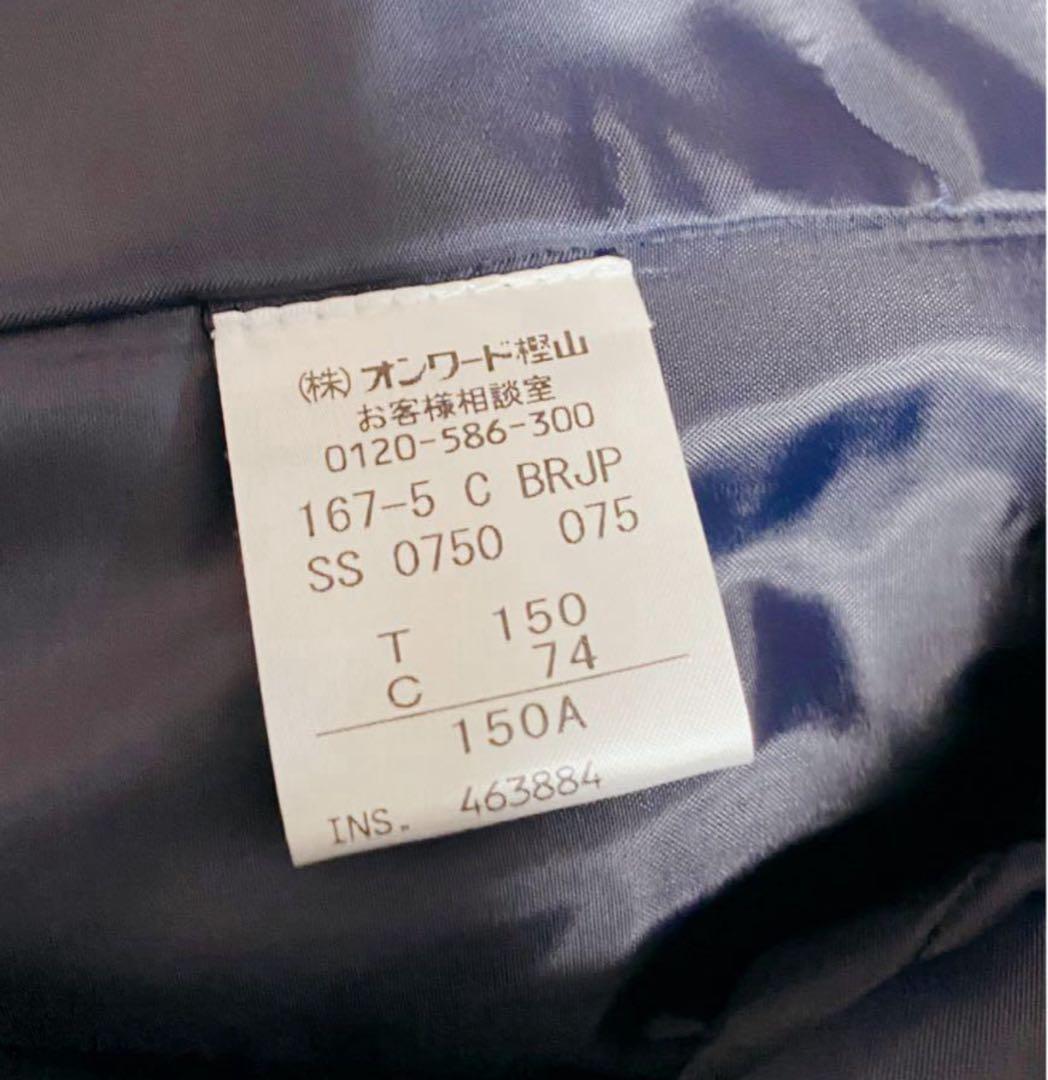 (株)オンワード樫山
お客様相談室
0120-586-300
167-5 C BRJP
SS 0750 075
T 150
C 74
150A
INS. 463884